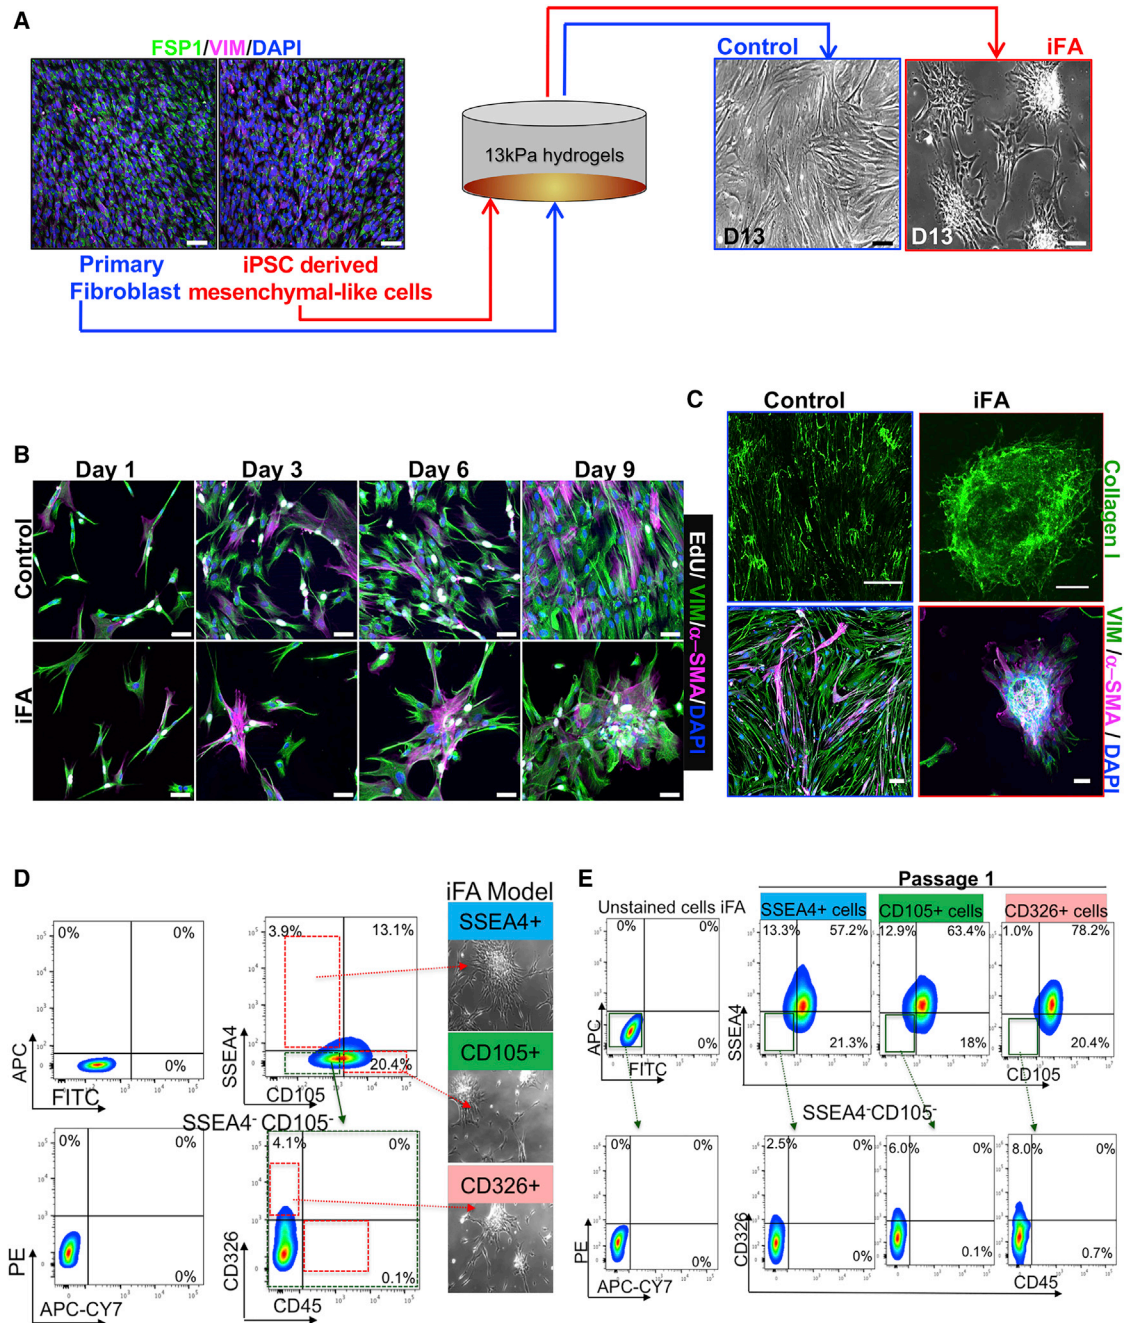 A
FSP1/VIM/DAPI
Primary
Fibroblast
iPSC derived
mesenchymal-like cells
13kPa hydrogels
Control
iFA
D13
D13
B
Day 1
Day 3
Day 6
Day 9
Control
iFA
EdU/ VIM/α-SMA/DAPI
C
Control
iFA
Collagen I
VIM/α-SMA / DAPI
D
iFA Model
0%
0%
0%
APC
FITC
3.9%
13.1%
20.4%
SSEA4
CD105
SSEA4+
CD105+
CD326+
SSEA4- CD105-
0%
0%
0%
PE
APC-CY7
4.1%
0%
0.1%
CD326
CD45
E
Passage 1
Unstained cells iFA
SSEA4+ cells
CD105+ cells
CD326+ cells
0%
0%
0%
APC
FITC
13.3%
57.2%
21.3%
12.9%
63.4%
18%
1.0%
78.2%
20.4%
SSEA4
CD105
SSEA4-CD105-
0%
0%
0%
PE
APC-CY7
2.5%
0%
0%
6.0%
0%
0.1%
8.0%
0%
0.7%
CD326
CD45